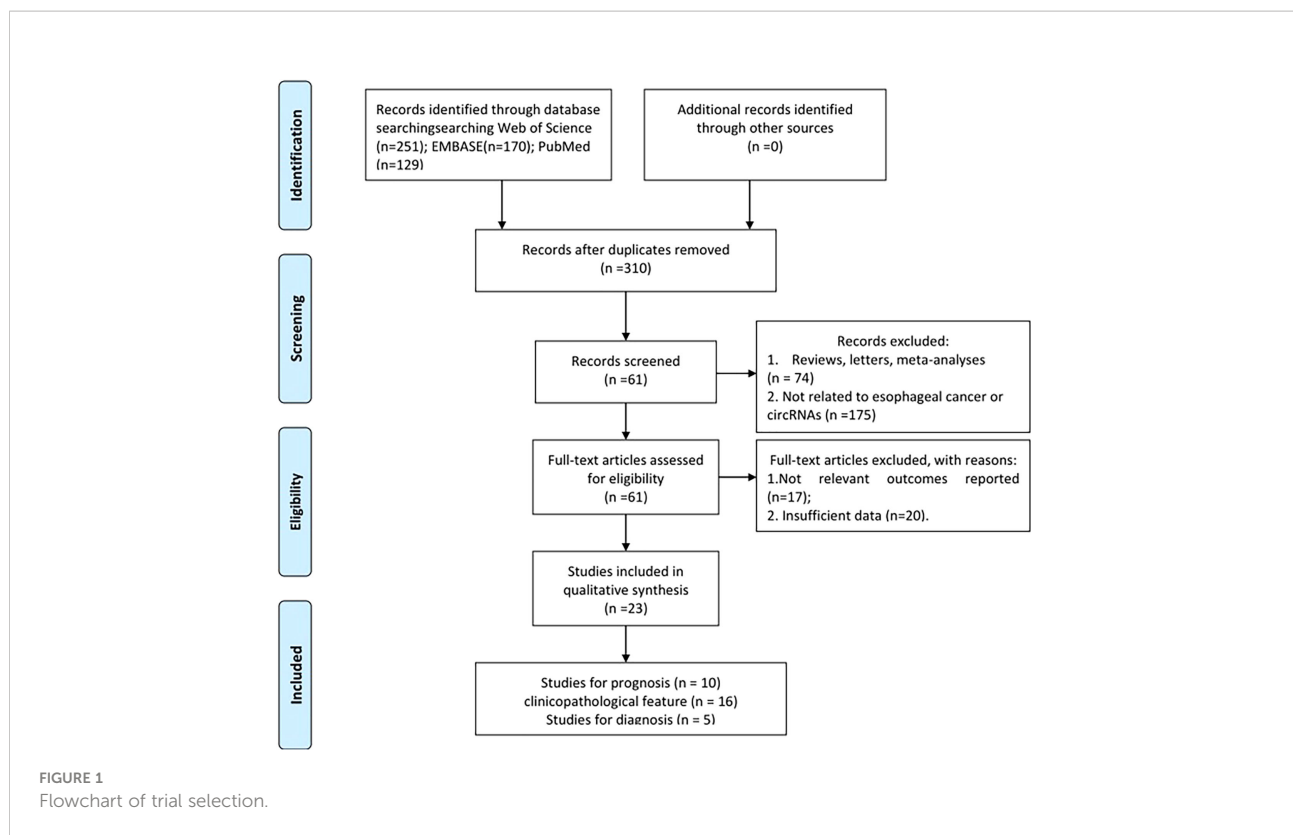 Identification
Records identified through database
searchingsearching Web of Science
(n=251); EMBASE(n=170); PubMed
(n=129)
Additional records identified
through other sources
(n =0)
Records after duplicates removed
(n =310)
Screening
Records screened
(n =61)
Records excluded:
1. Reviews, letters, meta-analyses
(n = 74)
2. Not related to esophageal cancer or
circRNAs (n =175)
Eligibility
Full-text articles assessed
for eligibility
(n =61)
Full-text articles excluded, with reasons:
1.Not relevant outcomes reported
(n=17);
2. Insufficient data (n=20).
Studies included in
qualitative synthesis
(n =23)
Included
Studies for prognosis (n = 10)
clinicopathological feature (n = 16)
Studies for diagnosis (n = 5)
FIGURE 1
Flowchart of trial selection.